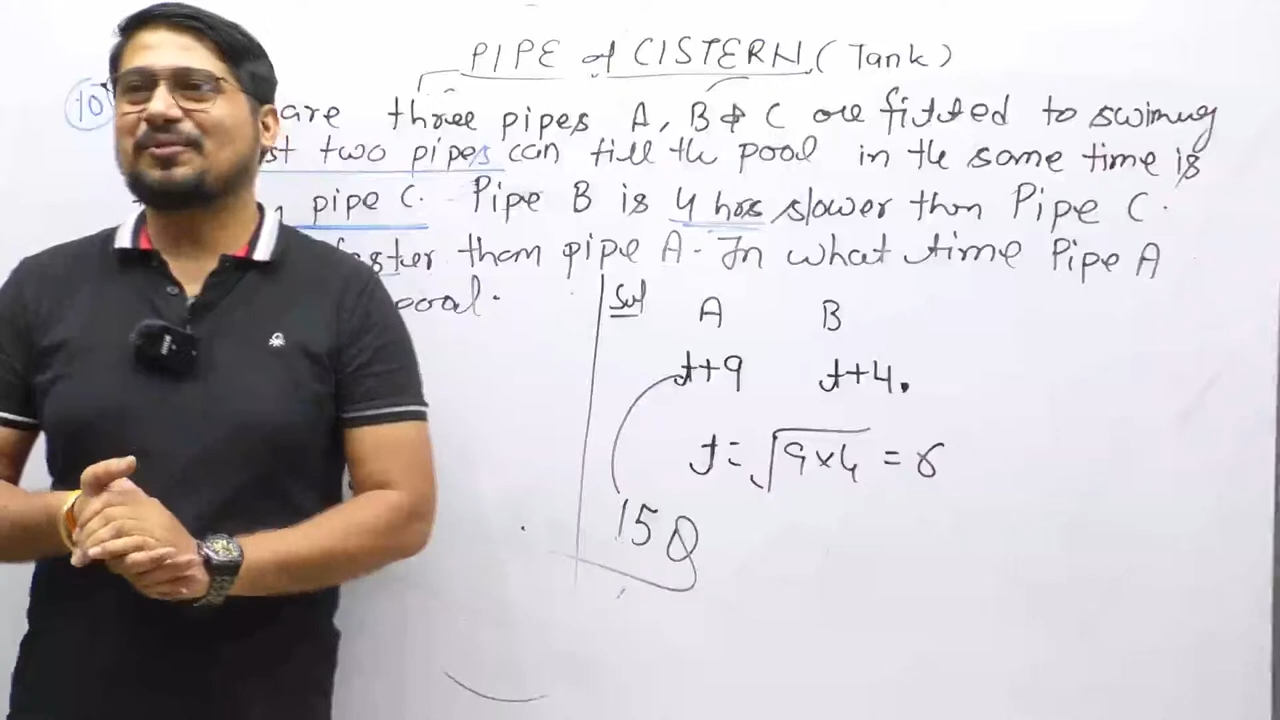 PIPE & CISTERN (Tank)
10
are three pipes A, B & C are fitted to swimmg
st two pipes can fill the pool in the same time is
pipe C. Pipe B is 4 hrs slower than Pipe C.
faster than pipe A. In what time Pipe A
pool.
Sol A B
t+9 t+4.
t = √9×4 = 6
15